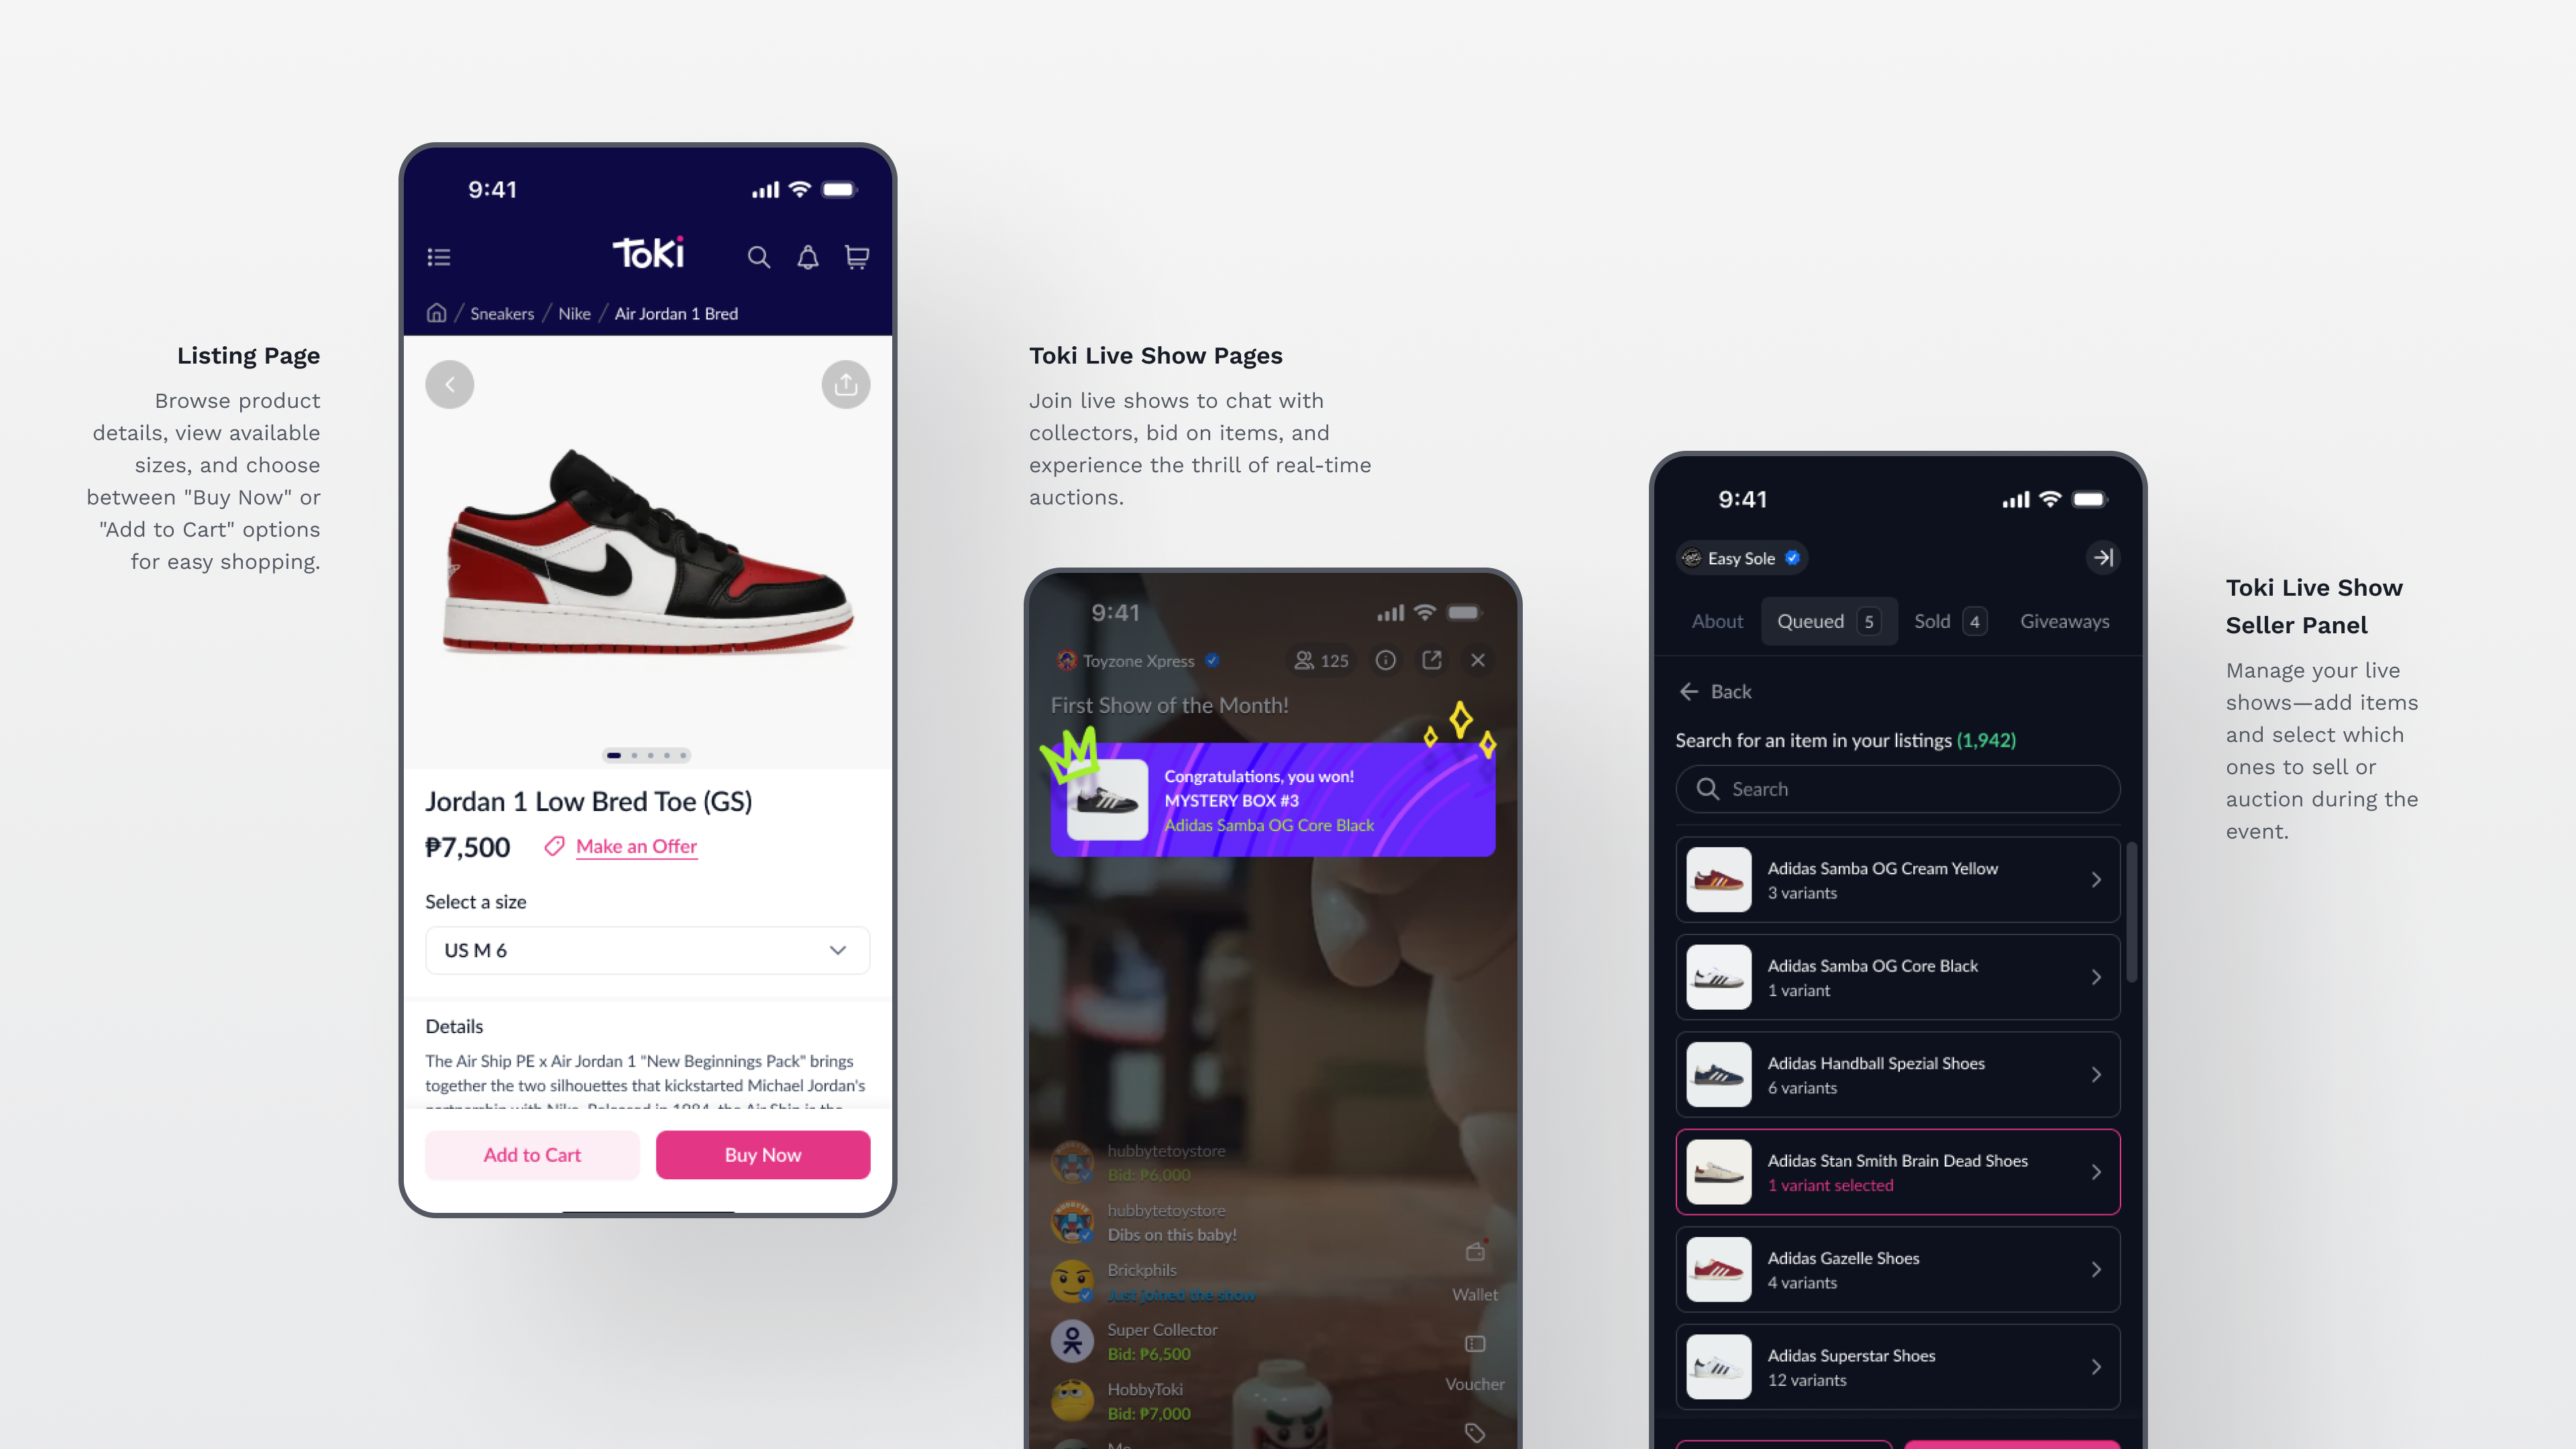 Listing Page
Browse product
details, view available
sizes, and choose
between "Buy Now" or
"Add to Cart" options
for easy shopping.
9:41
Toki
Sneakers / Nike / Air Jordan 1 Bred
Jordan 1 Low Bred Toe (GS)
₱7,500 Make an Offer
Select a size
US M 6
Details
The Air Ship PE x Air Jordan 1 "New Beginnings Pack" brings
together the two silhouettes that kickstarted Michael Jordan's
partnership with Nike. Released in 1984, the Air Ship is the
Add to Cart
Buy Now
Toki Live Show Pages
Join live shows to chat with
collectors, bid on items, and
experience the thrill of real-time
auctions.
9:41
Toyzone Xpress
125
First Show of the Month!
Congratulations, you won!
MYSTERY BOX #3
Adidas Samba OG Core Black
hubbytetoystore
Bid: ₱6,000
hubbytetoystore
Dibs on this baby!
Brickphils
Just joined the show
Super Collector
Bid: ₱6,500
HobbyToki
Bid: ₱7,000
Wallet
Voucher
9:41
Easy Sole
About
Queued 5
Sold 4
Giveaways
Back
Search for an item in your listings (1,942)
Search
Adidas Samba OG Cream Yellow
3 variants
Adidas Samba OG Core Black
1 variant
Adidas Handball Spezial Shoes
6 variants
Adidas Stan Smith Brain Dead Shoes
1 variant selected
Adidas Gazelle Shoes
4 variants
Adidas Superstar Shoes
12 variants
Toki Live Show
Seller Panel
Manage your live
shows—add items
and select which
ones to sell or
auction during the
event.